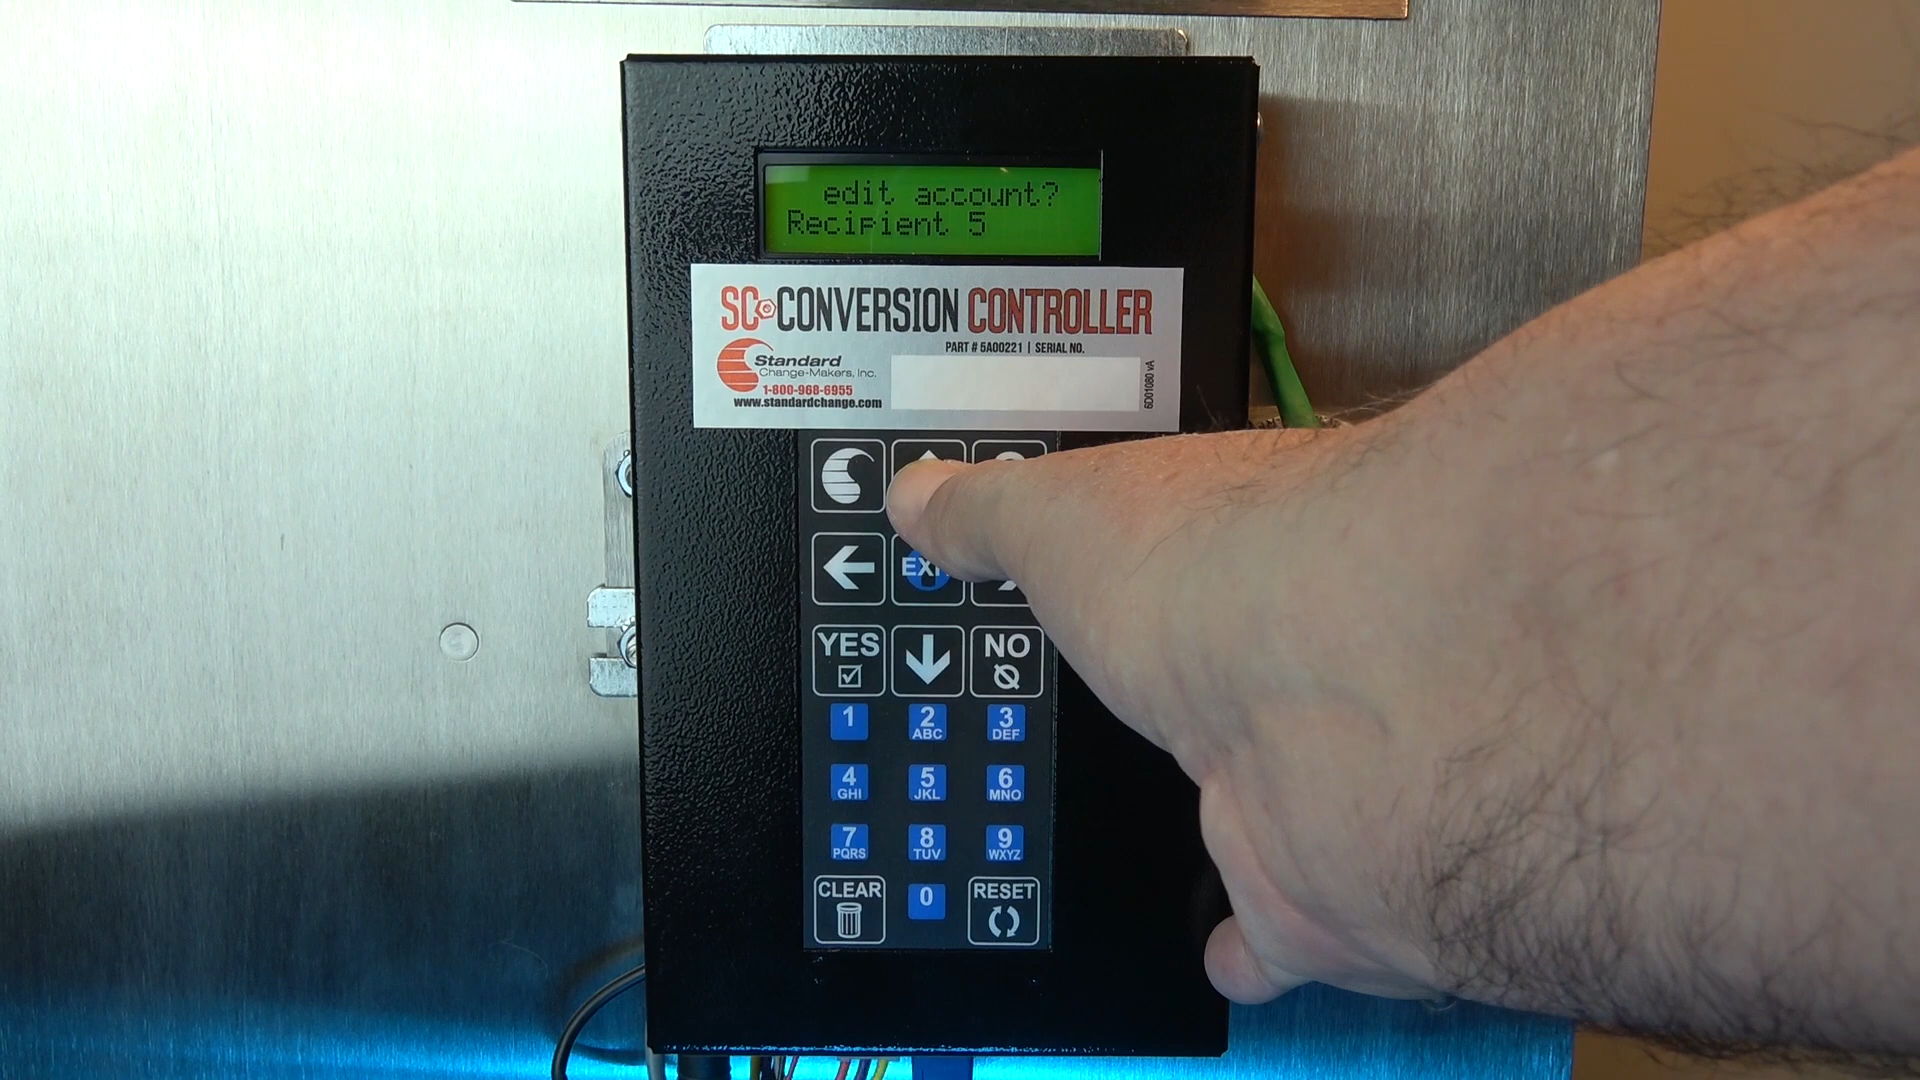 edit account?
Recipient 5
SC CONVERSION CONTROLLER
PART # 5A00221 | SERIAL NO.
Standard
Change-Makers, Inc.
1-800-968-6955
www.standardchange.com
6D01080 vA
YES
NO
1
2
3
ABC
DEF
4
5
6
GHI
JKL
MNO
7
8
9
PQRS
TUV
WXYZ
CLEAR
0
RESET